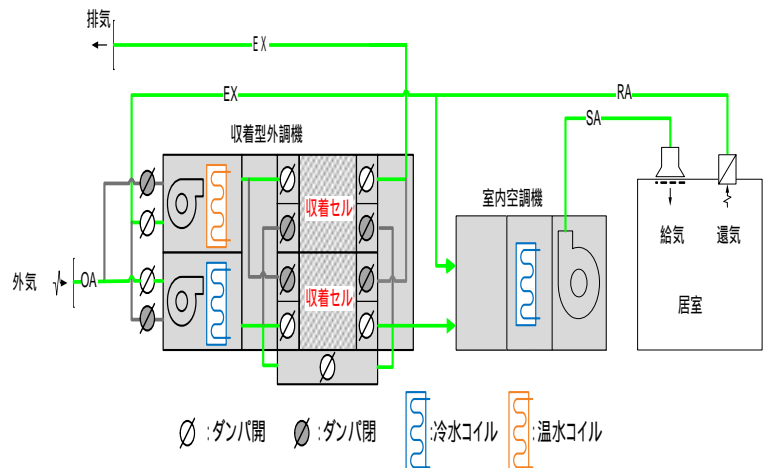 排気
EX
EX
RA
SA
収着型外調機
収着セル
収着セル
室内空調機
給気
還気
居室
外気
OA
:ダンパ開
:ダンパ閉
:冷水コイル
:温水コイル